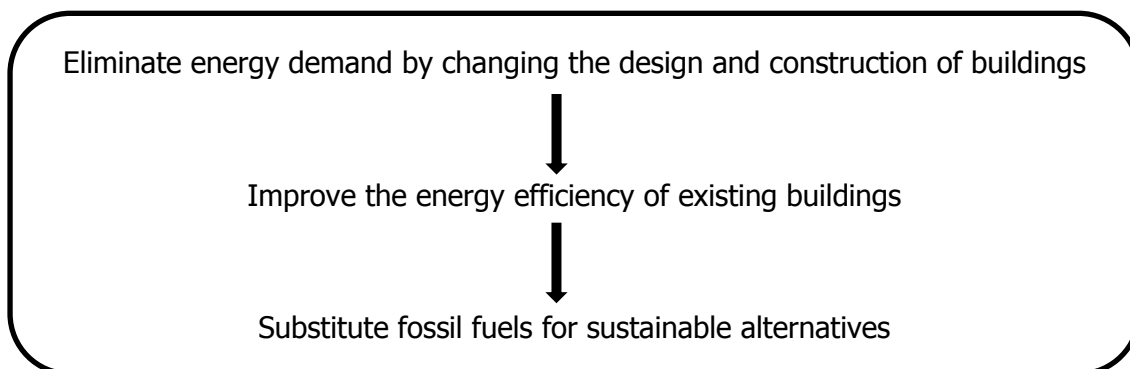 Eliminate energy demand by changing the design and construction of buildings
Improve the energy efficiency of existing buildings
Substitute fossil fuels for sustainable alternatives